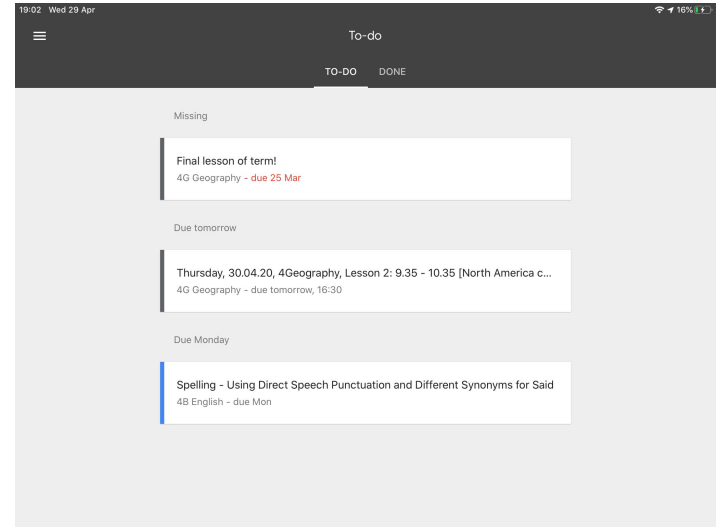 19:02 Wed 29 Apr
16%
To-do
TO-DO DONE
Missing
Final lesson of term!
4G Geography - due 25 Mar
Due tomorrow
Thursday, 30.04.20, 4Geography, Lesson 2: 9.35 - 10.35 [North America c...
4G Geography - due tomorrow, 16:30
Due Monday
Spelling - Using Direct Speech Punctuation and Different Synonyms for Said
4B English - due Mon